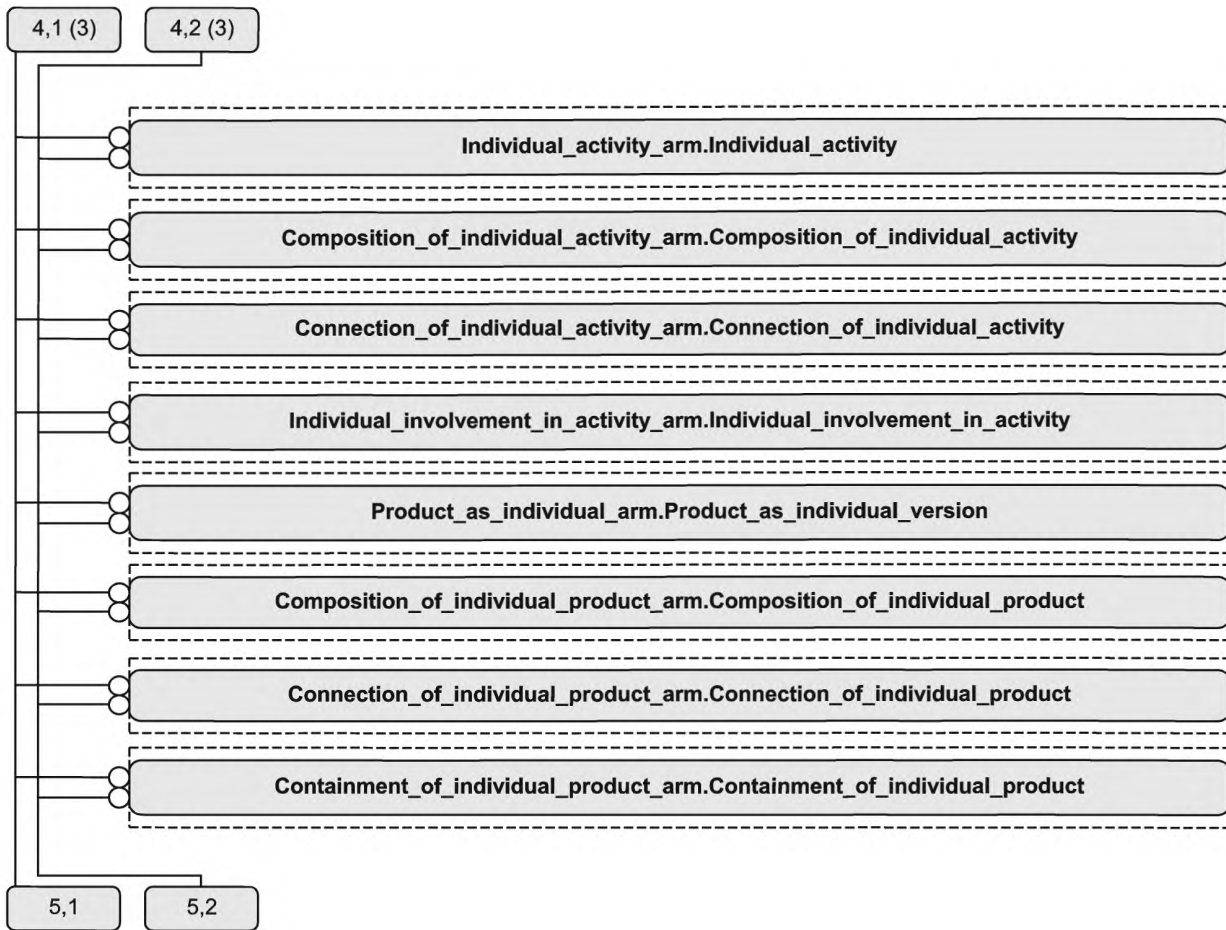 4,1 (3) 4,2 (3)
Individual_activity_arm.Individual_activity
Composition_of_individual_activity_arm.Composition_of_individual_activity
Connection_of_individual_activity_arm.Connection_of_individual_activity
Individual_involvement_in_activity_arm.Individual_involvement_in_activity
Product_as_individual_arm.Product_as_individual_version
Composition_of_individual_product_arm.Composition_of_individual_product
Connection_of_individual_product_arm.Connection_of_individual_product
Containment_of_individual_product_arm.Containment_of_individual_product
5,1 5,2